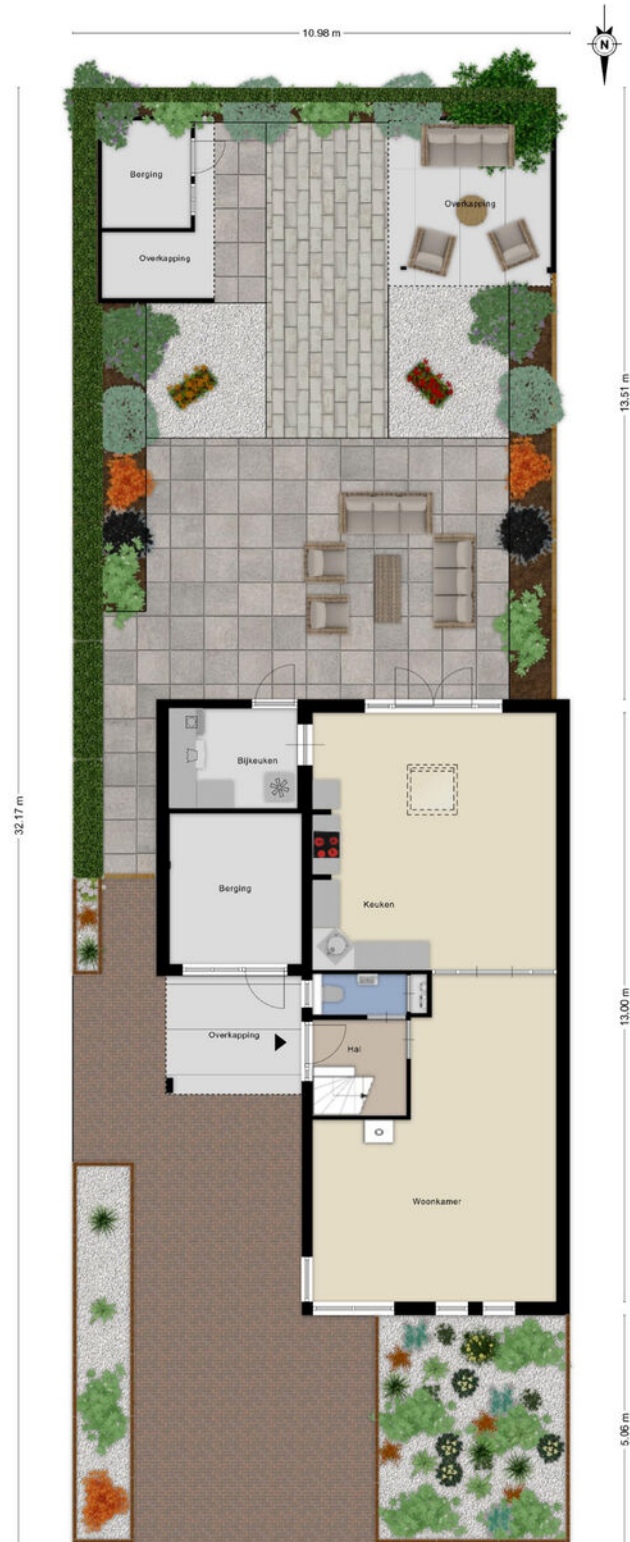 10.98 m
N
Berging
Overkapping
Overkapping
13.51 m
32.17 m
Bijkeuken
Berging
Keuken
13.00 m
Overkapping
Hal
Woonkamer
5.06 m